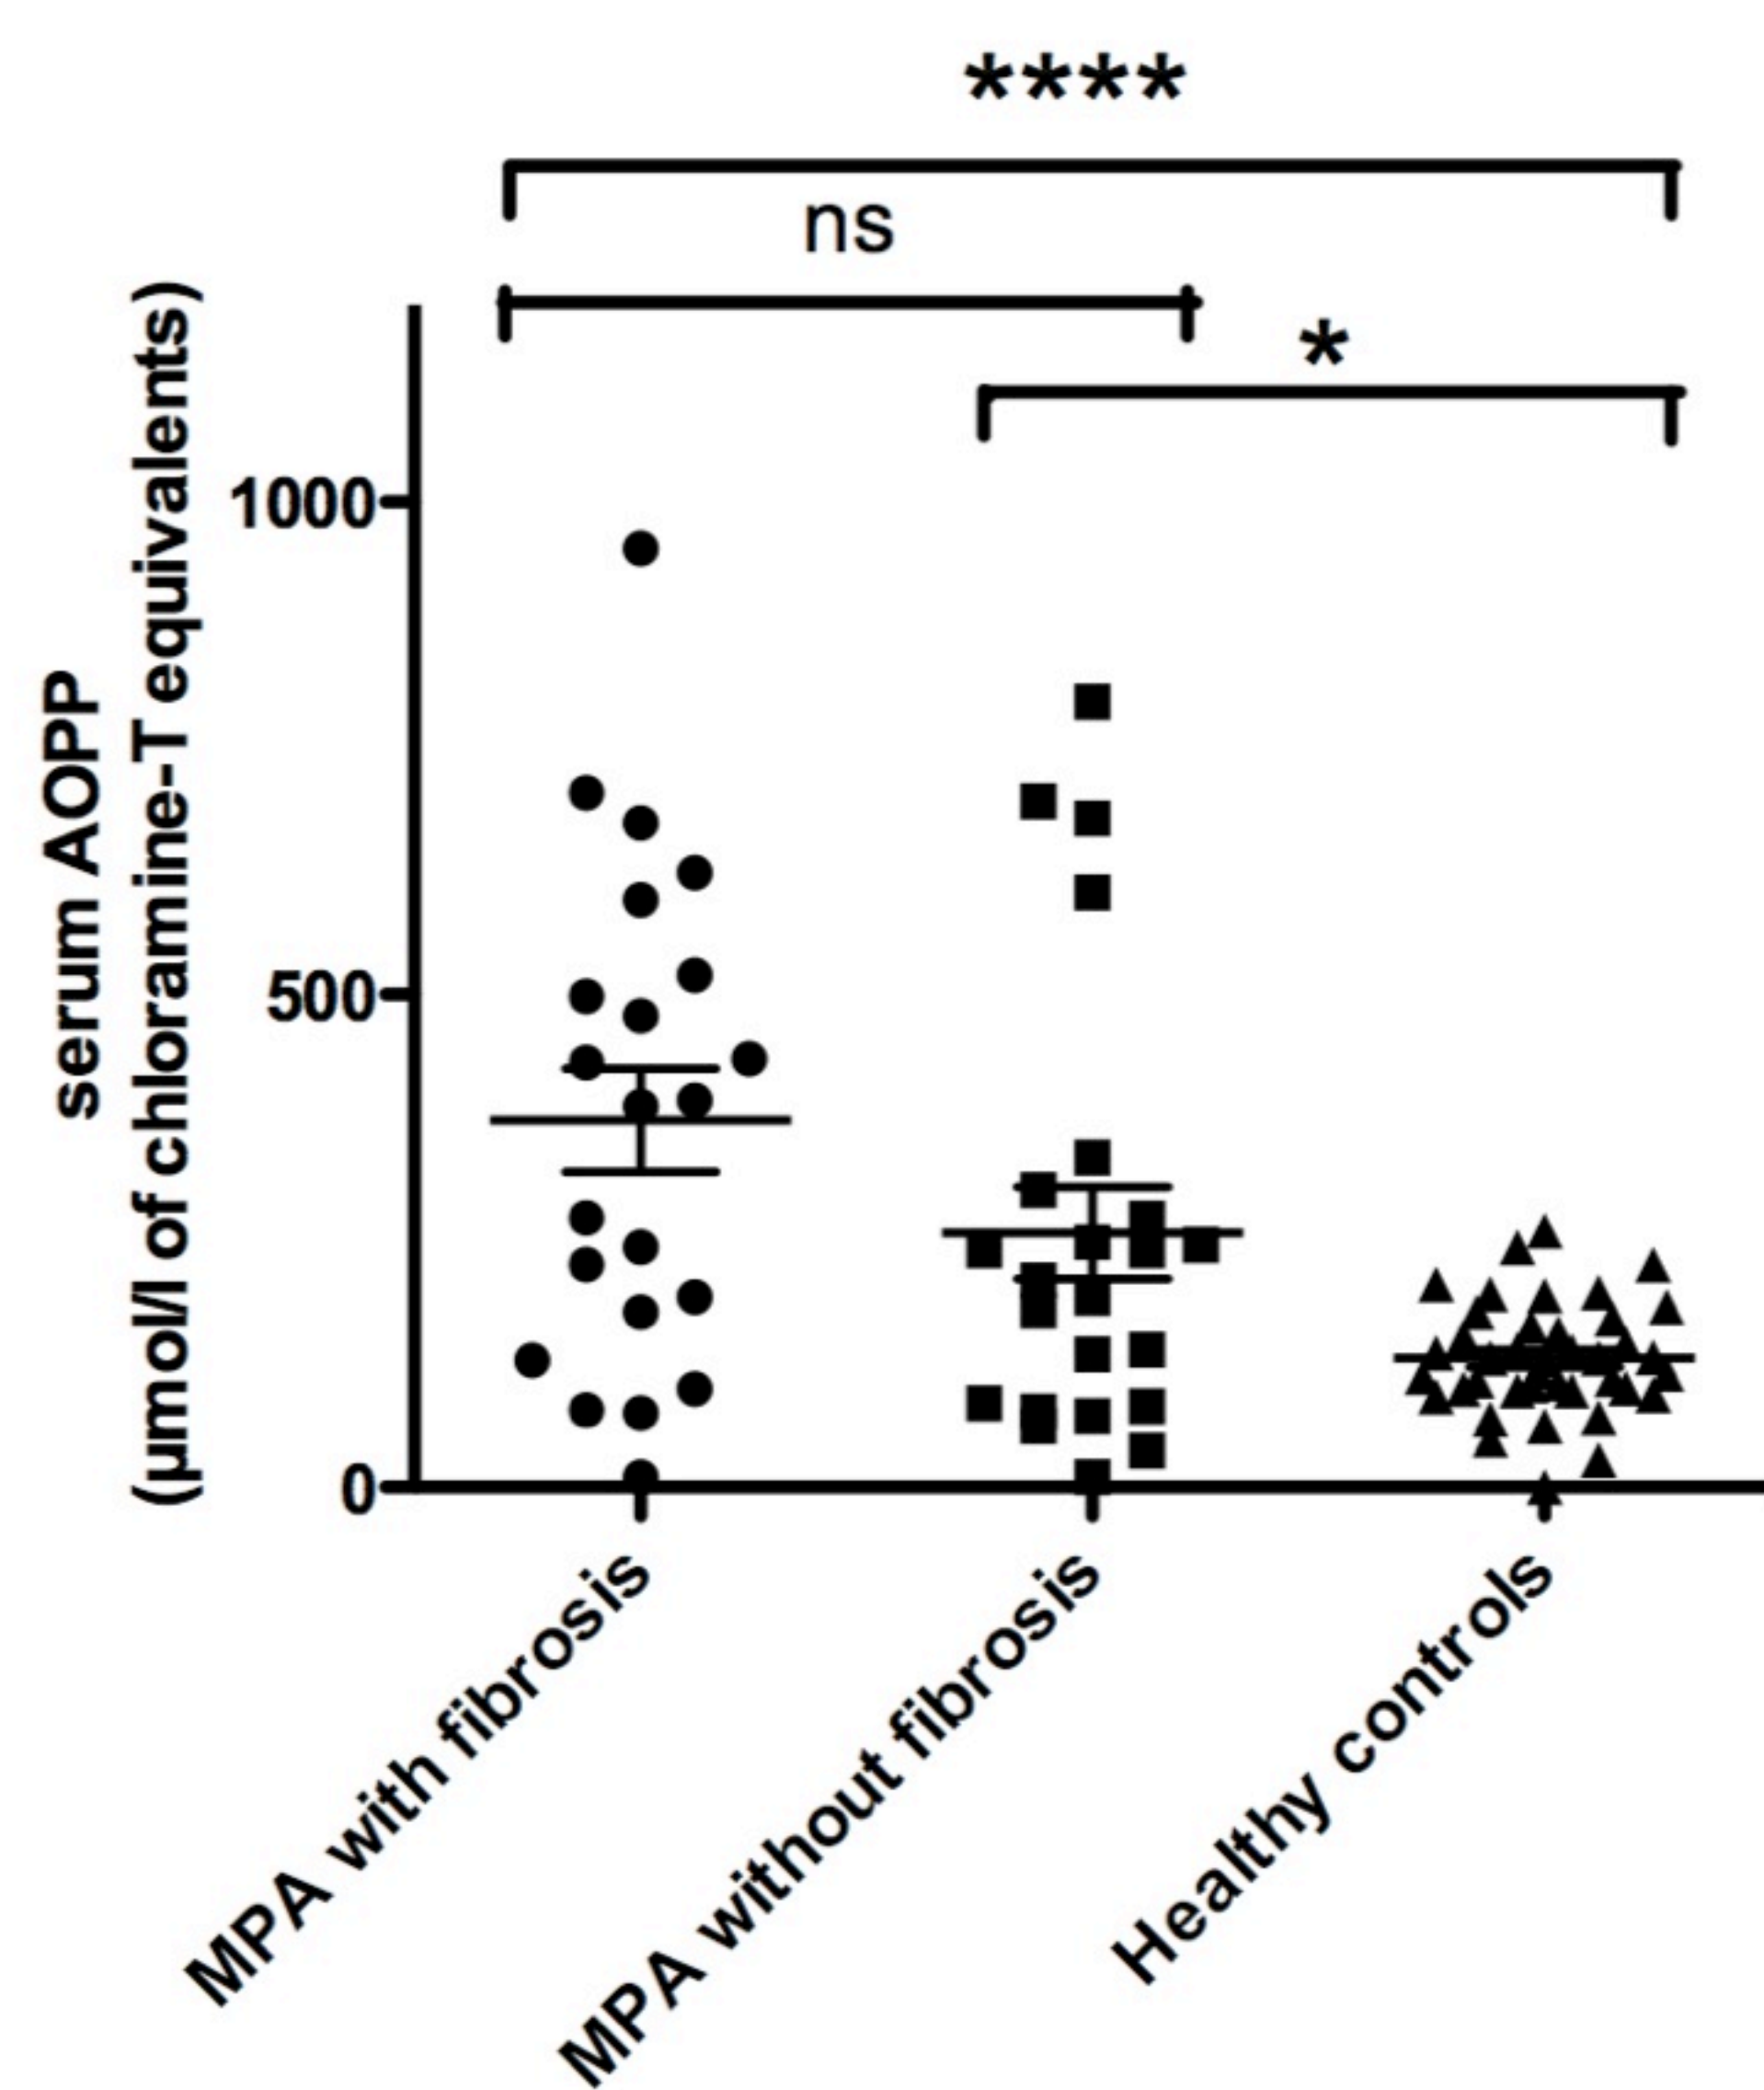 ****
ns
*
serum AOPP
(µmol/l of chloramine-T equivalents)
1000
500
0
MPA with fibrosis
MPA without fibrosis
Healthy controls